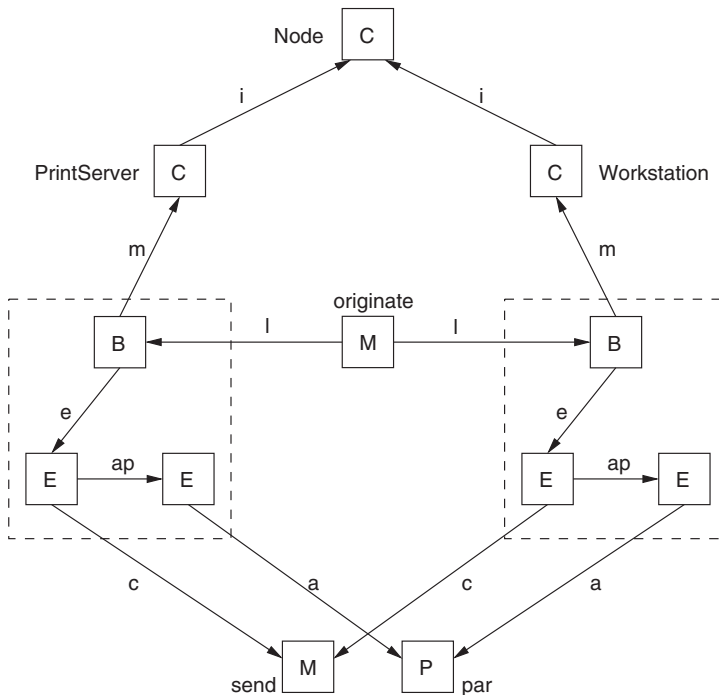 Node C
i i
PrintServer C C Workstation
m m
originate
B l M l B
e e
E ap E E ap E
c a c a
M P
send par